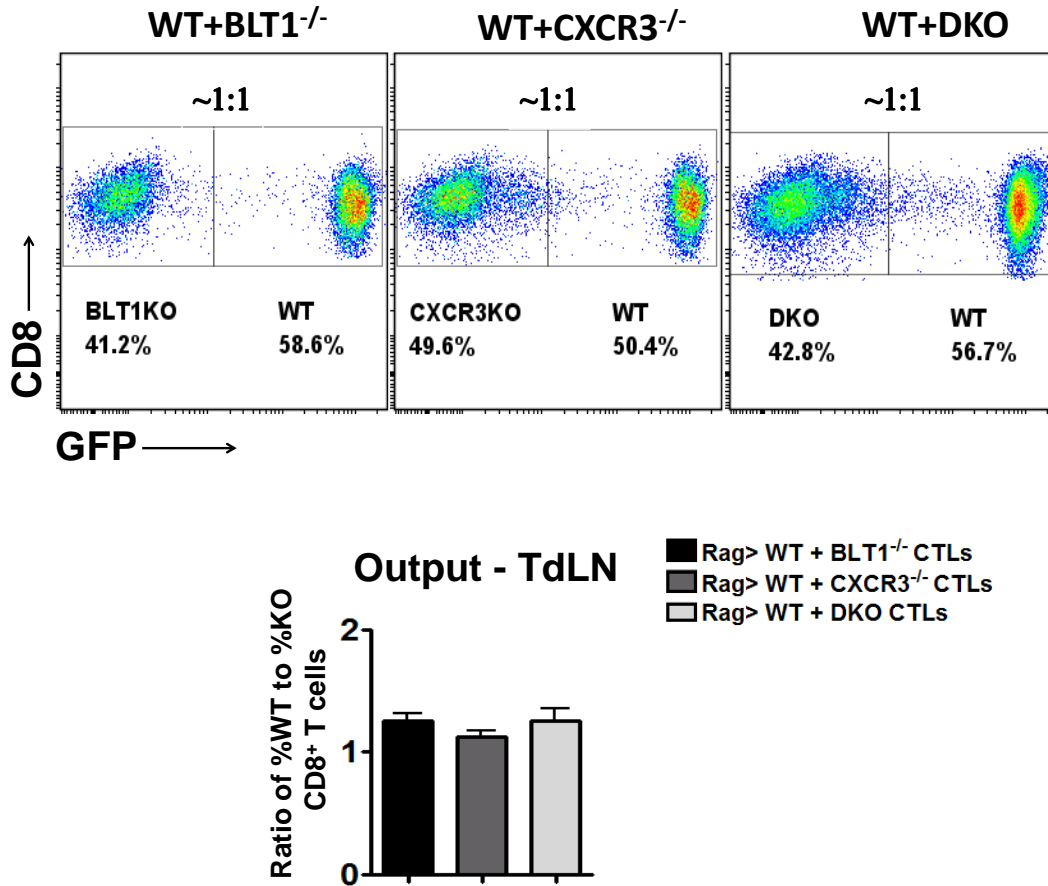 WT+BLT1-/-
WT+CXCR3-/-
WT+DKO
~1:1
~1:1
~1:1
BLT1KO WT
41.2% 58.6%
CXCR3KO WT
49.6% 50.4%
DKO WT
42.8% 56.7%
CD8
GFP
Output - TdLN
Rag> WT + BLT1-/- CTLs
Rag> WT + CXCR3-/- CTLs
Rag> WT + DKO CTLs
Ratio of %WT to %KO
CD8+ T cells
2
1
0